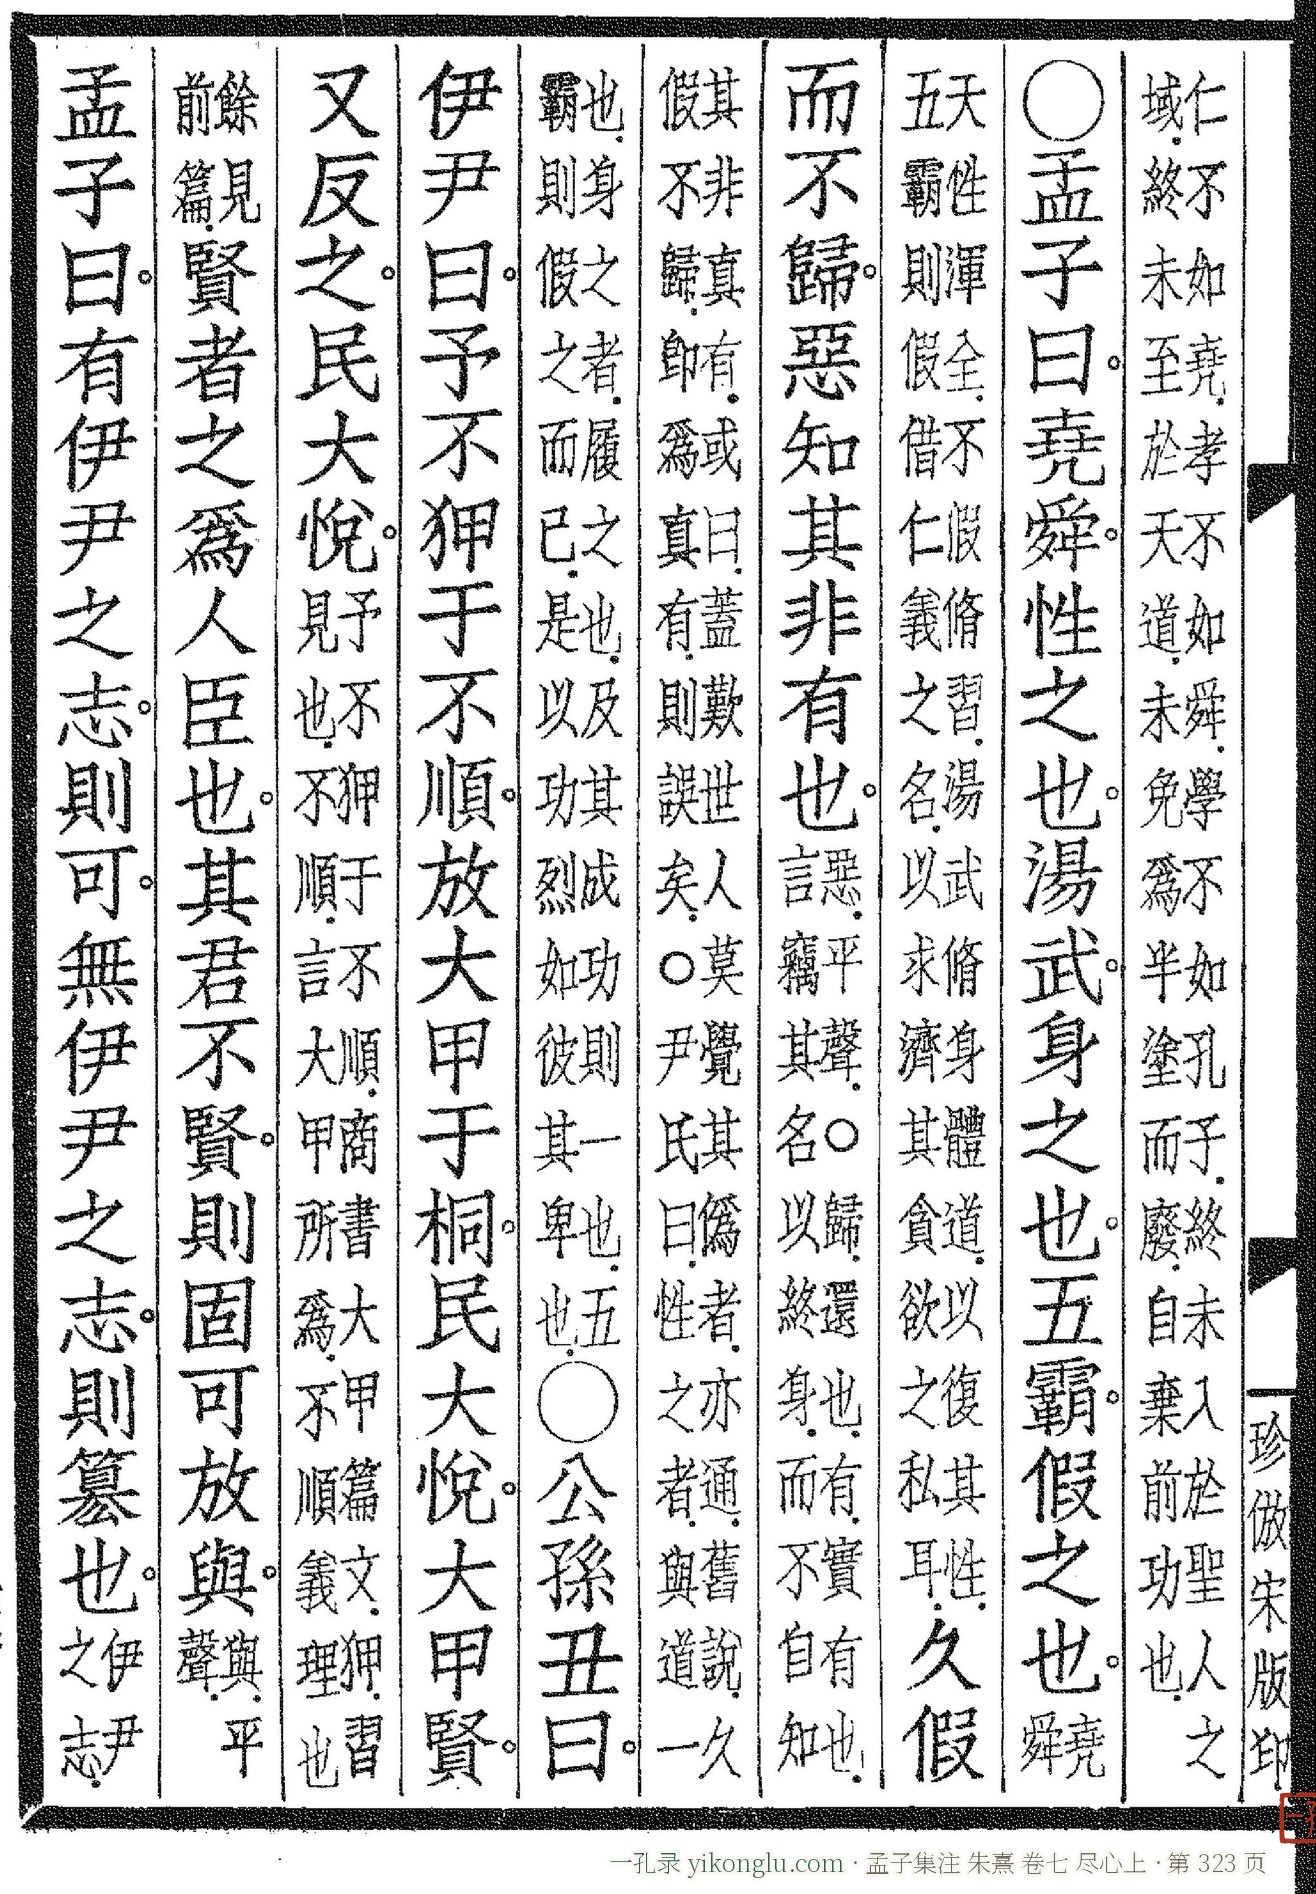 珍倣宋版印
仁不如堯.孝不如舜.學不如孔子.終未入於聖人之
域.終未至於天道.未免爲半塗而廢.自棄前功也.
○孟子曰。堯舜。性之也。湯武。身之也。五霸。假之也。堯
舜
天性渾全.不假脩習.湯武脩身體道.以復其性.
五霸則假借仁義之名.以求濟其貪欲之私耳.久假
而不歸。惡知其非有也。惡.平聲.○歸.還也.有.實有也.
言竊其名以終身.而不自知
其非真有.或曰.蓋歎世人莫覺其僞者.亦通.舊說.久
假不歸.卽爲真有.則誤矣.○尹氏曰.性之者.與道一
也.身之者.履之也.及其成功則一也.五
霸則假之而已.是以功烈如彼其卑也.○公孫丑曰。
伊尹曰。予不狎于不順。放大甲于桐。民大悅。大甲賢。
又反之。民大悅。予不狎于不順.商書大甲篇文.狎.習
見也.不順.言大甲所爲.不順義理也
餘見
前篇.賢者之爲人臣也。其君不賢。則固可放與。與.平
聲.
孟子曰。有伊尹之志。則可。無伊尹之志。則篡也。伊尹
之志.
一孔录 yikonglu.com · 孟子集注 朱熹 卷七 尽心上 · 第 323 页